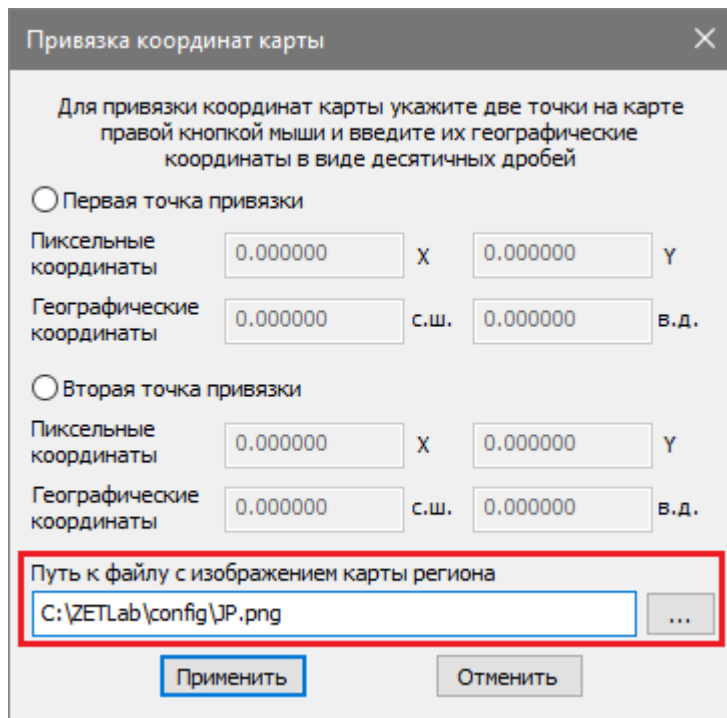 Привязка координат карты
Для привязки координат карты укажите две точки на карте
правой кнопкой мыши и введите их географические
координаты в виде десятичных дробей
Первая точка привязки
Пиксельные
координаты
0.000000 X 0.000000 Y
Географические
координаты
0.000000 с.ш. 0.000000 в.д.
Вторая точка привязки
Пиксельные
координаты
0.000000 X 0.000000 Y
Географические
координаты
0.000000 с.ш. 0.000000 в.д.
Путь к файлу с изображением карты региона
C:\ZETLab\config\JP.png ...
Применить Отменить